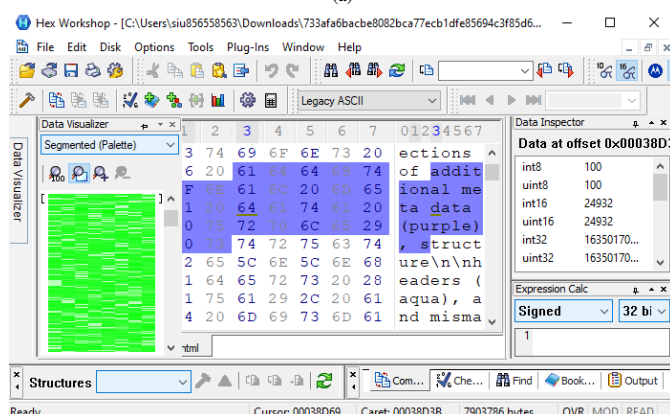 (a)
Hex Workshop - [C:\Users\siu856558563\Downloads\733afa6bacbe8082bca77ecb1dfe85694c3f85d6...
File Edit Disk Options Tools Plug-Ins Window Help
Legacy ASCII
Data Visualizer
Segmented (Palette)
Data Visualizer
1 2 3 4 5 6 7 01234567
3 74 69 6F 6E 73 20 ections
6 20 61 64 64 69 74 of addit
F 6E 61 6C 20 6D 65 ional me
1 20 64 61 74 61 20 ta data
0 75 72 70 6C 65 29 (purple)
0 73 74 72 75 63 74 , struct
2 65 5C 6E 5C 6E 68 ure\n\nh
1 64 65 72 73 20 28 eaders (
1 75 61 29 2C 20 61 aqua), a
4 20 6D 69 73 6D 61 nd misma
html
Data Inspector
Data at offset 0x00038D3
int8 100
uint8 100
int16 24932
uint16 24932
int32 16350170...
uint32 16350170...
Expression Calc
Signed 32 bi
1
Structures
Com... Che... Find Book... Output
Ready Cursor: 00038D69 Caret: 00038D3B 7903786 bytes OVR MOD READ